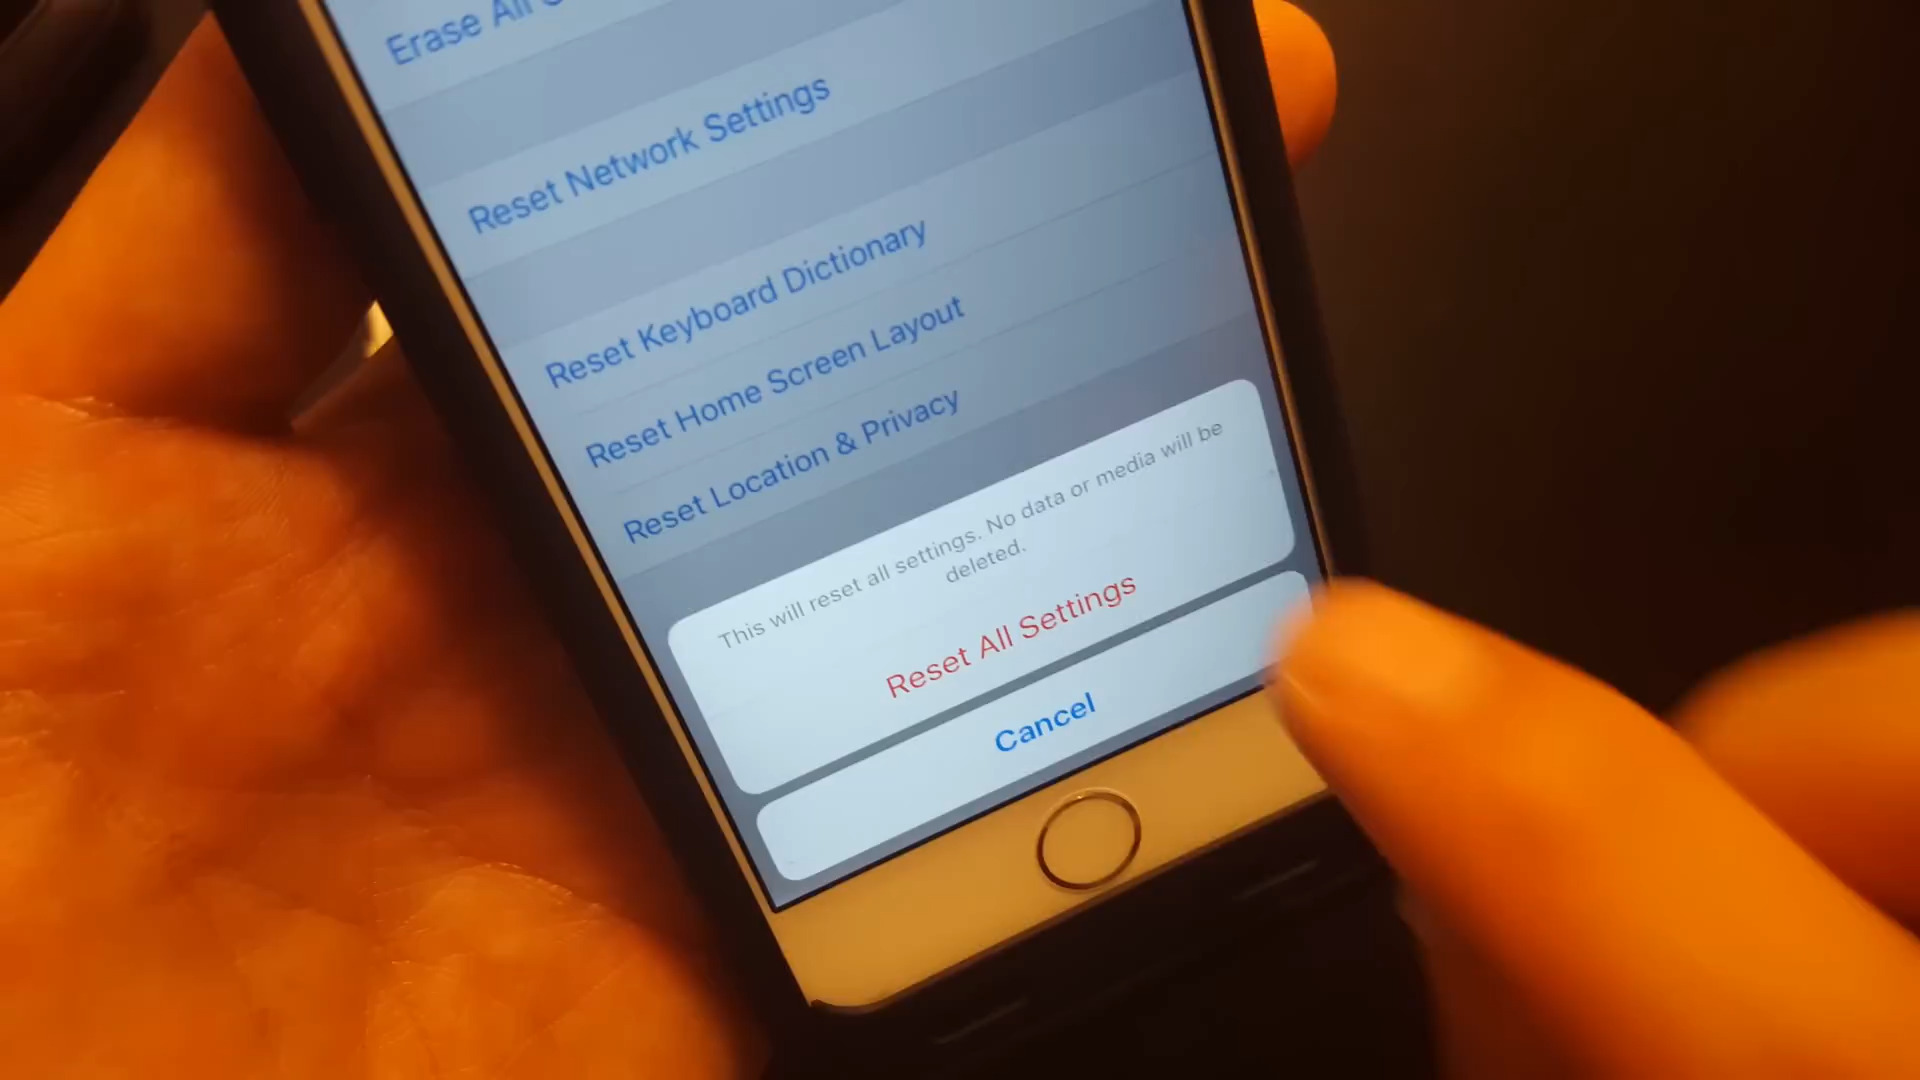 Erase All
Reset Network Settings
Reset Keyboard Dictionary
Reset Home Screen Layout
Reset Location & Privacy
This will reset all settings. No data or media will be
deleted.
Reset All Settings
Cancel